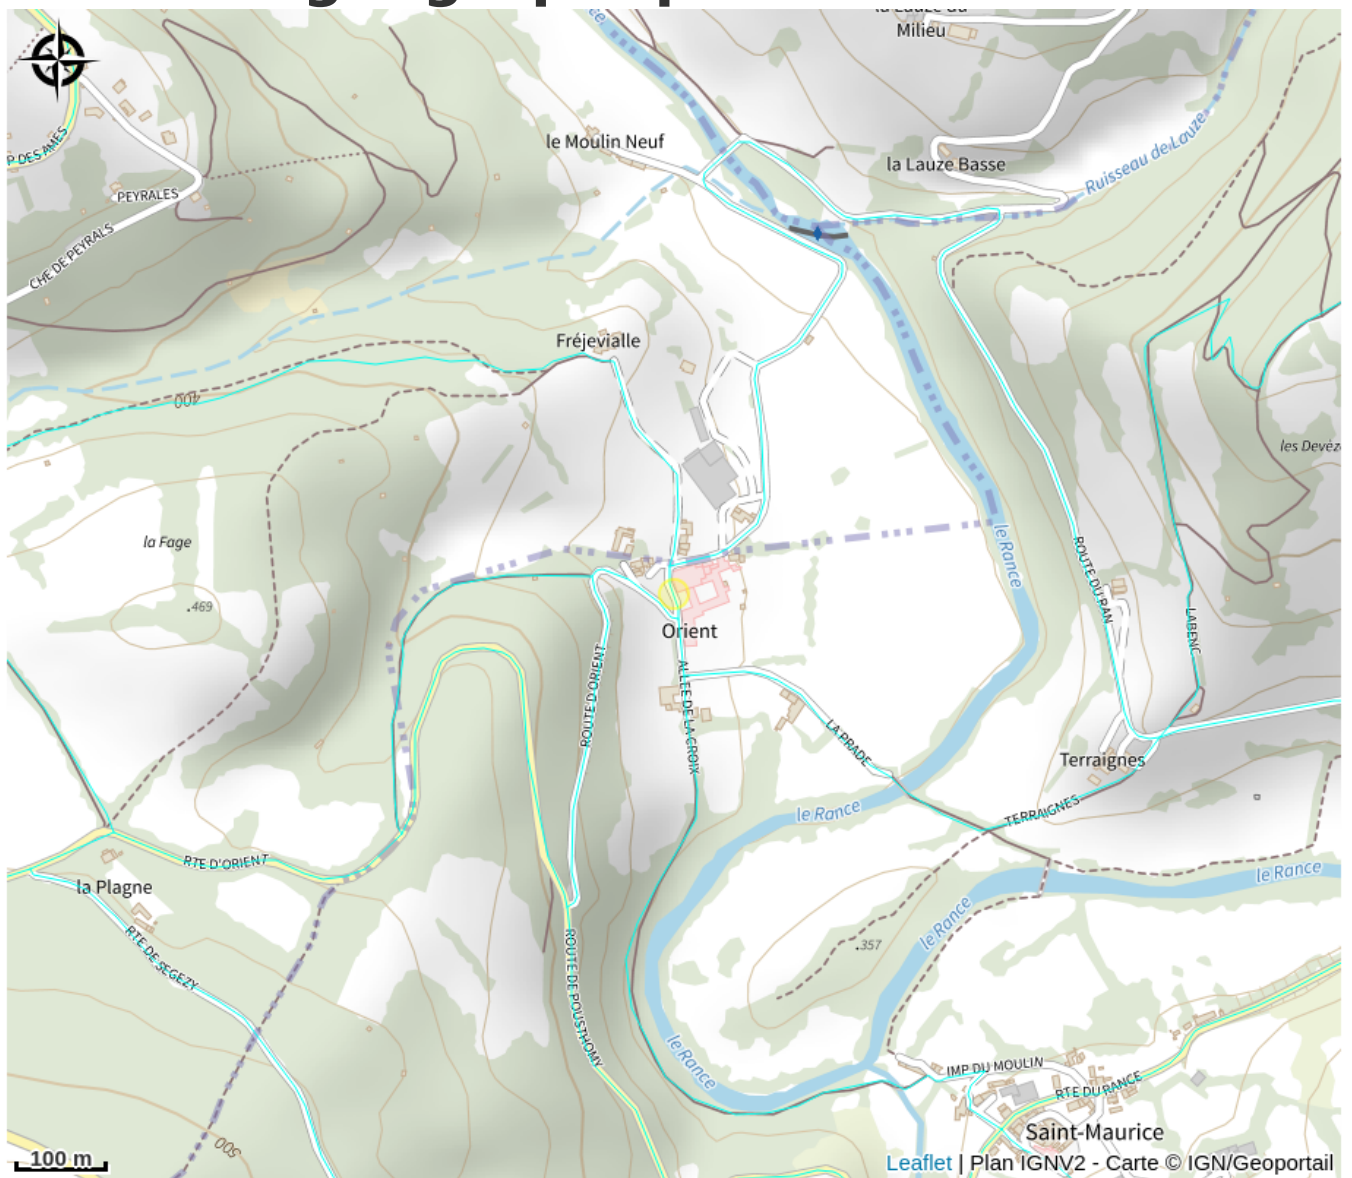 la Lauze du
Milieu
le Moulin Neuf
la Lauze Basse
Ruisseau de Lauze
P DES AMES
PEYRALES
CHE DE PEYRALS
Fréjevialle
400
la Fage
.469
les Devèz
le Rance
ROUTE DU RAN
LABENC
Orient
ROUTE D'ORIENT
ALLEE DE LA CROIX
LA PRADE
Terraignes
TERRAIGNES
le Rance
RTE D'ORIENT
la Plagne
RTE DE SEGEZY
le Rance
le Rance
.357
ROUTE DE POUSTHOMY
le Rance
IMP DU MOULIN
RTE DU RANCE
Saint-Maurice
500
100 m
Leaflet | Plan IGNV2 - Carte © IGN/Geoportail